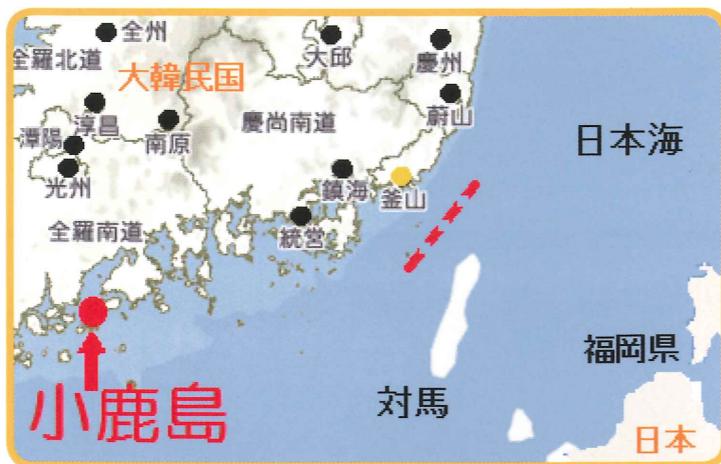 全州
大邱
慶州
全羅北道
大韓民国
淳昌
慶尚南道
蔚山
潭陽
南原
日本海
光州
鎮海
釜山
全羅南道
統営
福岡県
小鹿島
対馬
日本